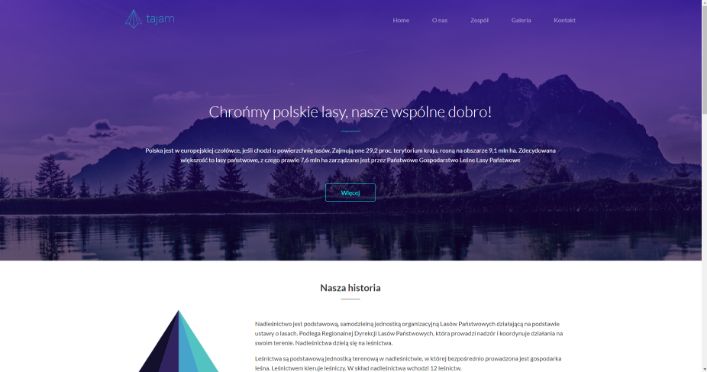 tajam
Home
O nas
Zespół
Galeria
Kontakt
Chrońmy polskie lasy, nasze wspólne dobro!
Polska jest w europejskiej czołówce, jeśli chodzi o powierzchnię lasów. Zajmują one 29,2 proc. terytorium kraju, rosną na obszarze 9,1 mln ha. Zdecydowana
większość to lasy państwowe, z czego prawie 7,6 mln ha zarządzane jest przez Państwowe Gospodarstwo Leśne Lasy Państwowe
Więcej
Nasza historia
Nadleśnictwo jest podstawową, samodzielną jednostką organizacyjną Lasów Państwowych działającą na podstawie
ustawy o lasach. Podlega Regionalnej Dyrekcji Lasów Państwowych, która prowadzi nadzór i koordynuje działania na
swoim terenie. Nadleśnictwa dzielą się na leśnictwa.
Leśnictwa są podstawową jednostką terenową w nadleśnictwie, w której bezpośrednio prowadzona jest gospodarka
leśna. Leśnictwem kieruje leśniczy. W skład nadleśnictwa wchodzi 12 leśnictw.